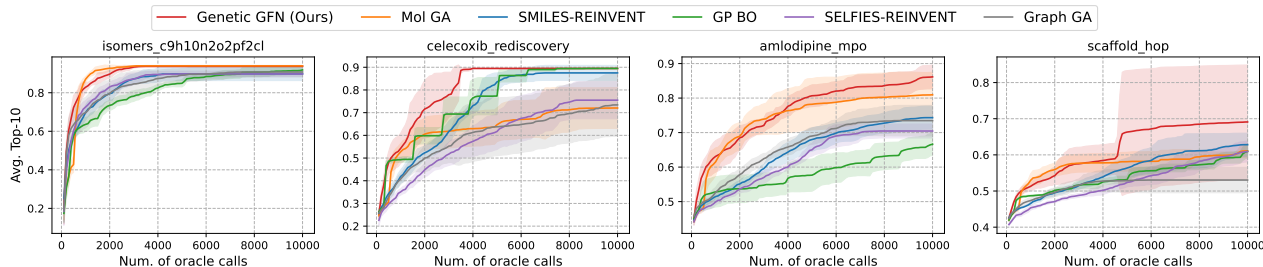 Genetic GFN (Ours) Mol GA SMILES-REINVENT GP BO SELFIES-REINVENT Graph GA
isomers_c9h10n2o2pf2cl celecoxib_rediscovery amlodipine_mpo scaffold_hop
Avg. Top-10
0.8
0.6
0.4
0.2
0 2000 4000 6000 8000 10000
Num. of oracle calls
0.9
0.8
0.7
0.6
0.5
0.4
0.3
0.2
0 2000 4000 6000 8000 10000
Num. of oracle calls
0.9
0.8
0.7
0.6
0.5
0 2000 4000 6000 8000 10000
Num. of oracle calls
0.8
0.7
0.6
0.5
0.4
0 2000 4000 6000 8000 10000
Num. of oracle calls